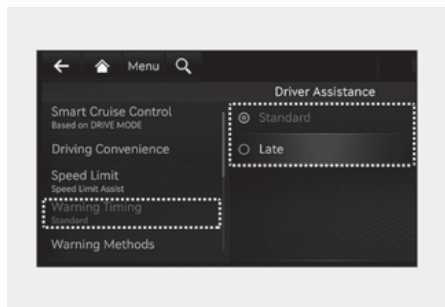 Menu
Driver Assistance
Smart Cruise Control
Based on DRIVE MODE
Driving Convenience
Speed Limit
Speed Limit Assist
Warning Timing
Standard
Warning Methods
Standard
Late